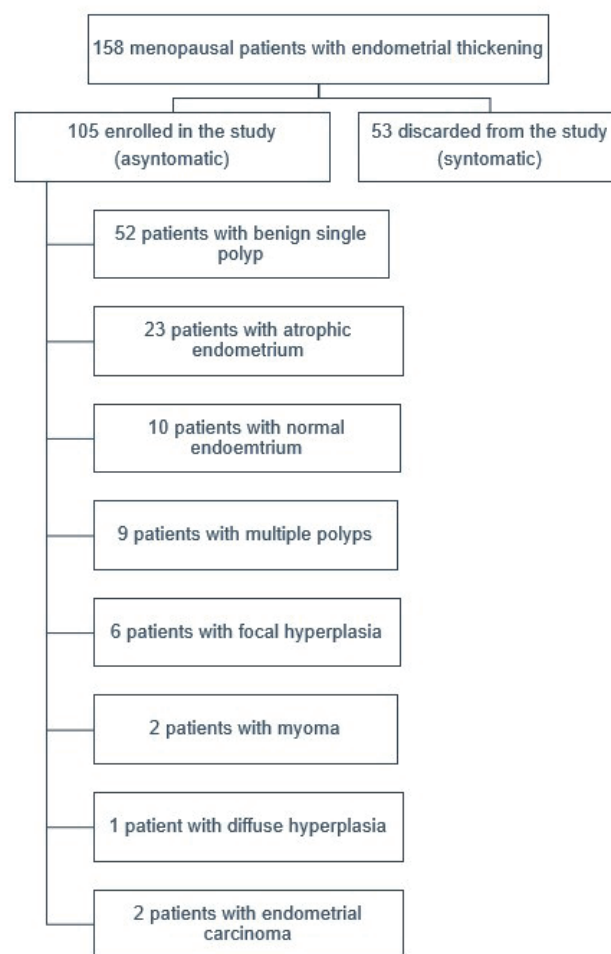 158 menopausal patients with endometrial thickening
105 enrolled in the study
(asyntomatic)
53 discarded from the study
(syntomatic)
52 patients with benign single
polyp
23 patients with atrophic
endometrium
10 patients with normal
endoemtrium
9 patients with multiple polyps
6 patients with focal hyperplasia
2 patients with myoma
1 patient with diffuse hyperplasia
2 patients with endometrial
carcinoma